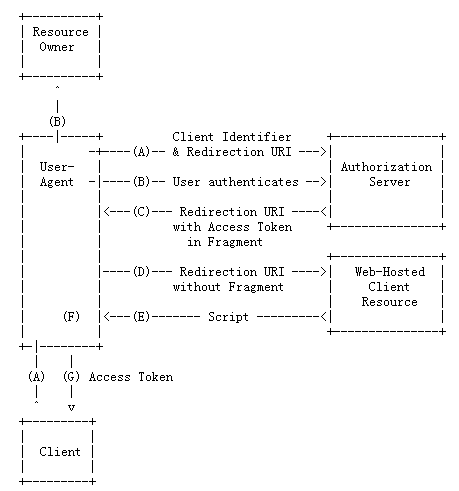 +----------+
| Resource |
|  Owner   |
|          |
+----------+
     ^
     |
    (B)
+----|-----+          Client Identifier      +---------------+
|         -+----(A)-- & Redirection URI --->|               |
|  User-   |                                | Authorization |
|  Agent  -|----(B)-- User authenticates -->|     Server    |
|          |                                |               |
|          |<---(C)--- Redirection URI ----<|               |
|          |          with Access Token     +---------------+
|          |            in Fragment
|          |                                +---------------+
|          |----(D)--- Redirection URI ---->|   Web-Hosted  |
|          |          without Fragment      |     Client    |
|          |                                |    Resource   |
|     (F)  |<---(E)------- Script ---------<|               |
|          |                                +---------------+
+-|--------+
  |    |
 (A)  (G) Access Token
  |    |
  ^    v
+---------+
|         |
|  Client |
|         |
+---------+